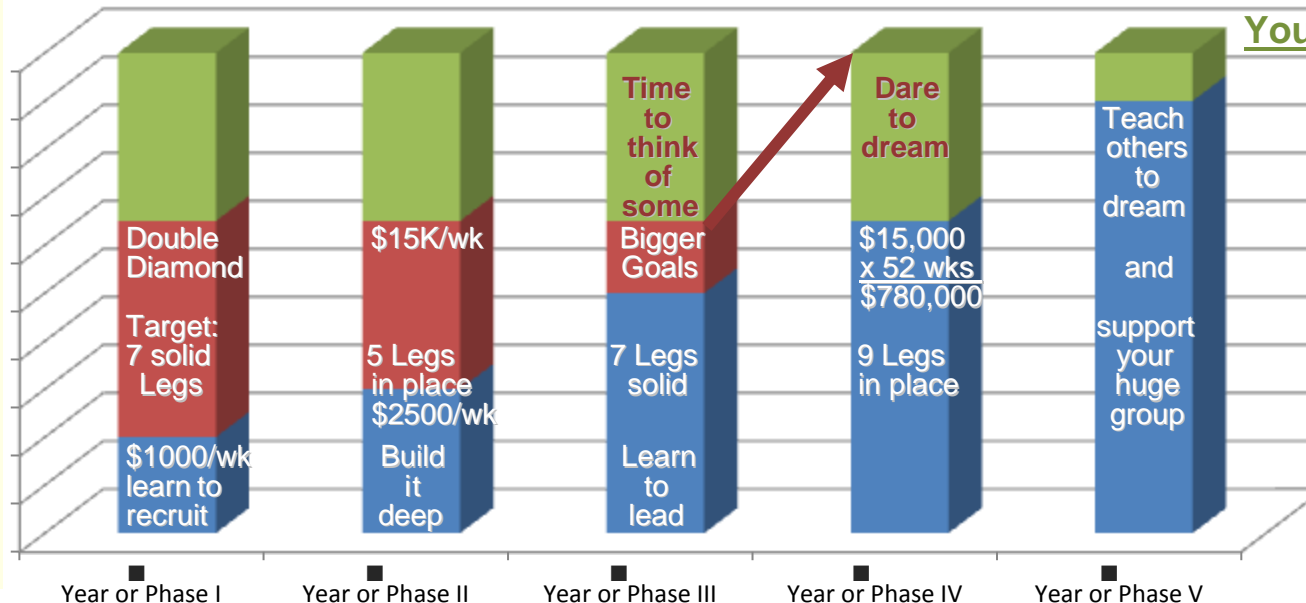 You
Double
Diamond
Target:
7 solid
Legs
$1000/wk
learn to
recruit
$15K/wk
5 Legs
in place
$2500/wk
Build
it
deep
Time
to
think
of
some
Bigger
Goals
7 Legs
solid
Learn
to
lead
Dare
to
dream
$15,000
x 52 wks
$780,000
9 Legs
in place
Teach
others
to
dream
and
support
your
huge
group
Year or Phase I
Year or Phase II
Year or Phase III
Year or Phase IV
Year or Phase V